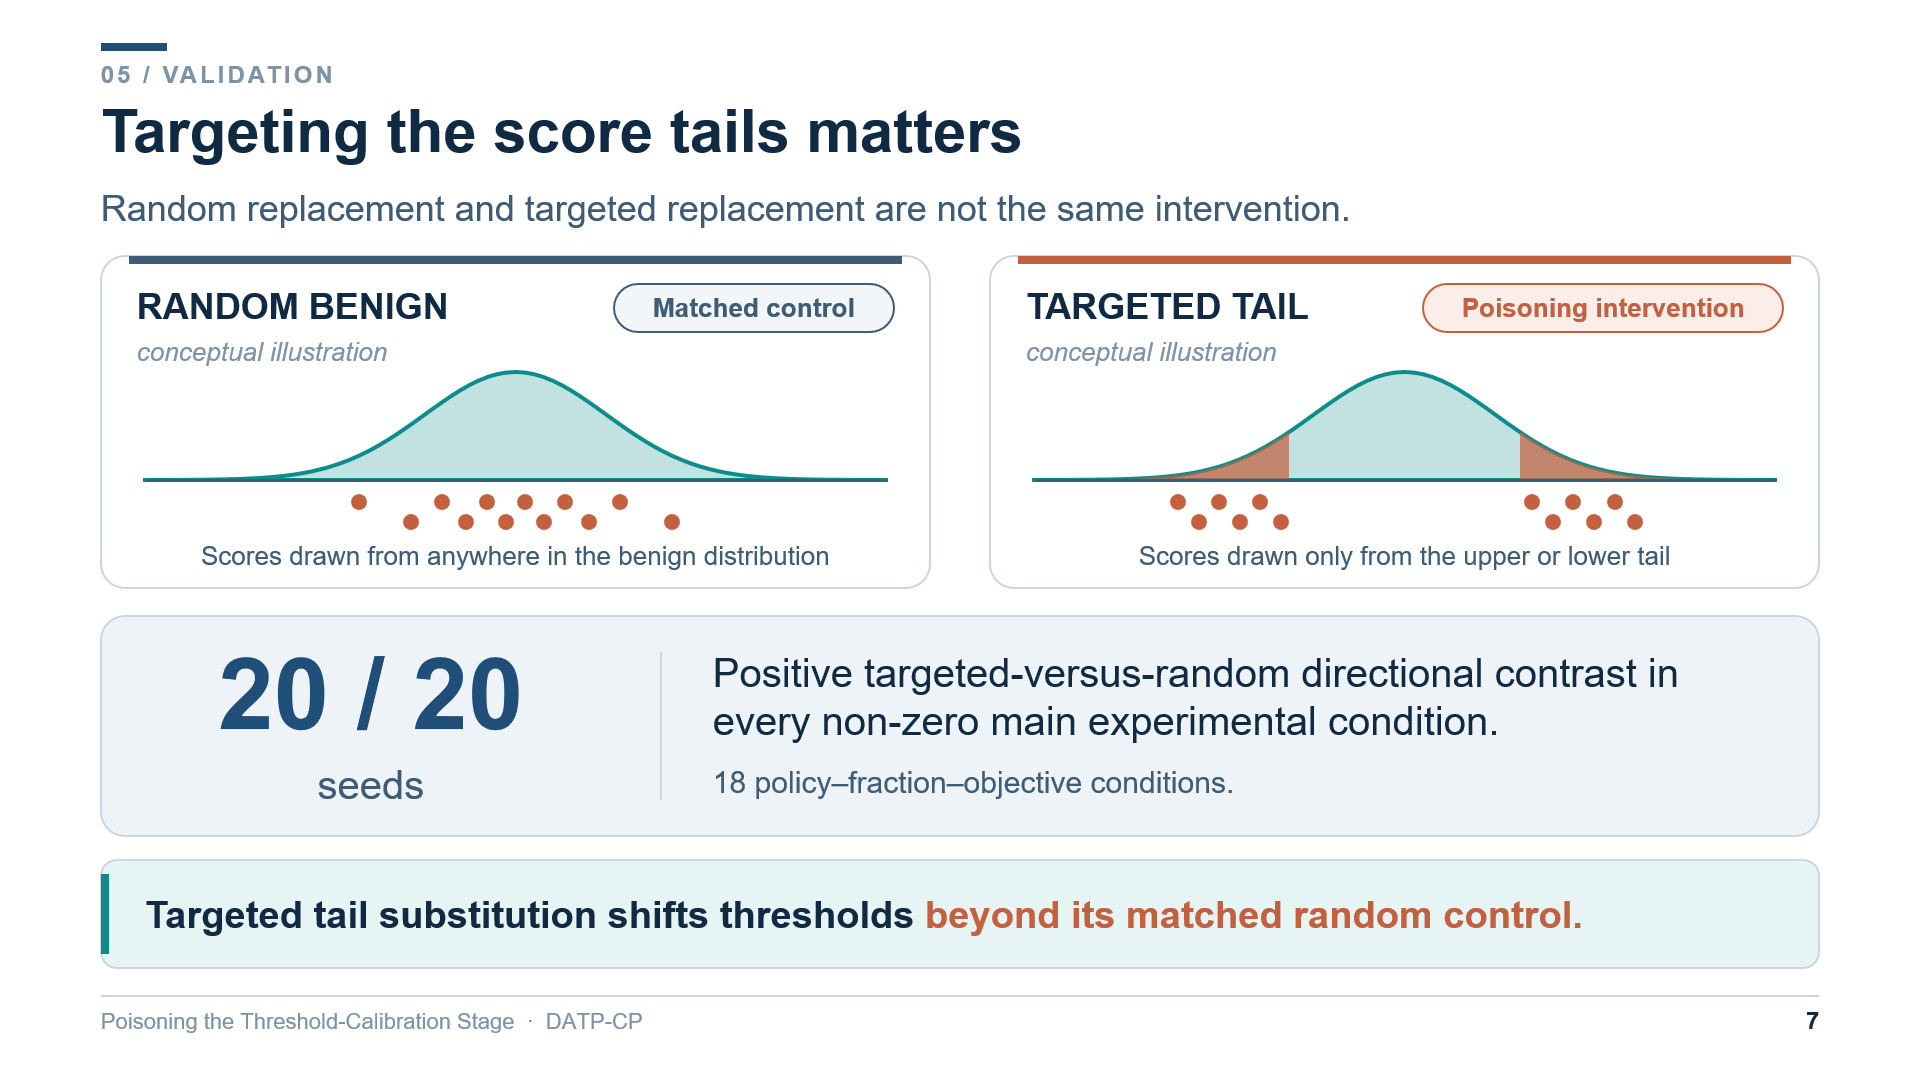 05 / VALIDATION
Targeting the score tails matters
Random replacement and targeted replacement are not the same intervention.
RANDOM BENIGN
Matched control
conceptual illustration
Scores drawn from anywhere in the benign distribution
TARGETED TAIL
Poisoning intervention
conceptual illustration
Scores drawn only from the upper or lower tail
20 / 20
seeds
Positive targeted-versus-random directional contrast in
every non-zero main experimental condition.
18 policy–fraction–objective conditions.
Targeted tail substitution shifts thresholds beyond its matched random control.
Poisoning the Threshold-Calibration Stage · DATP-CP
7